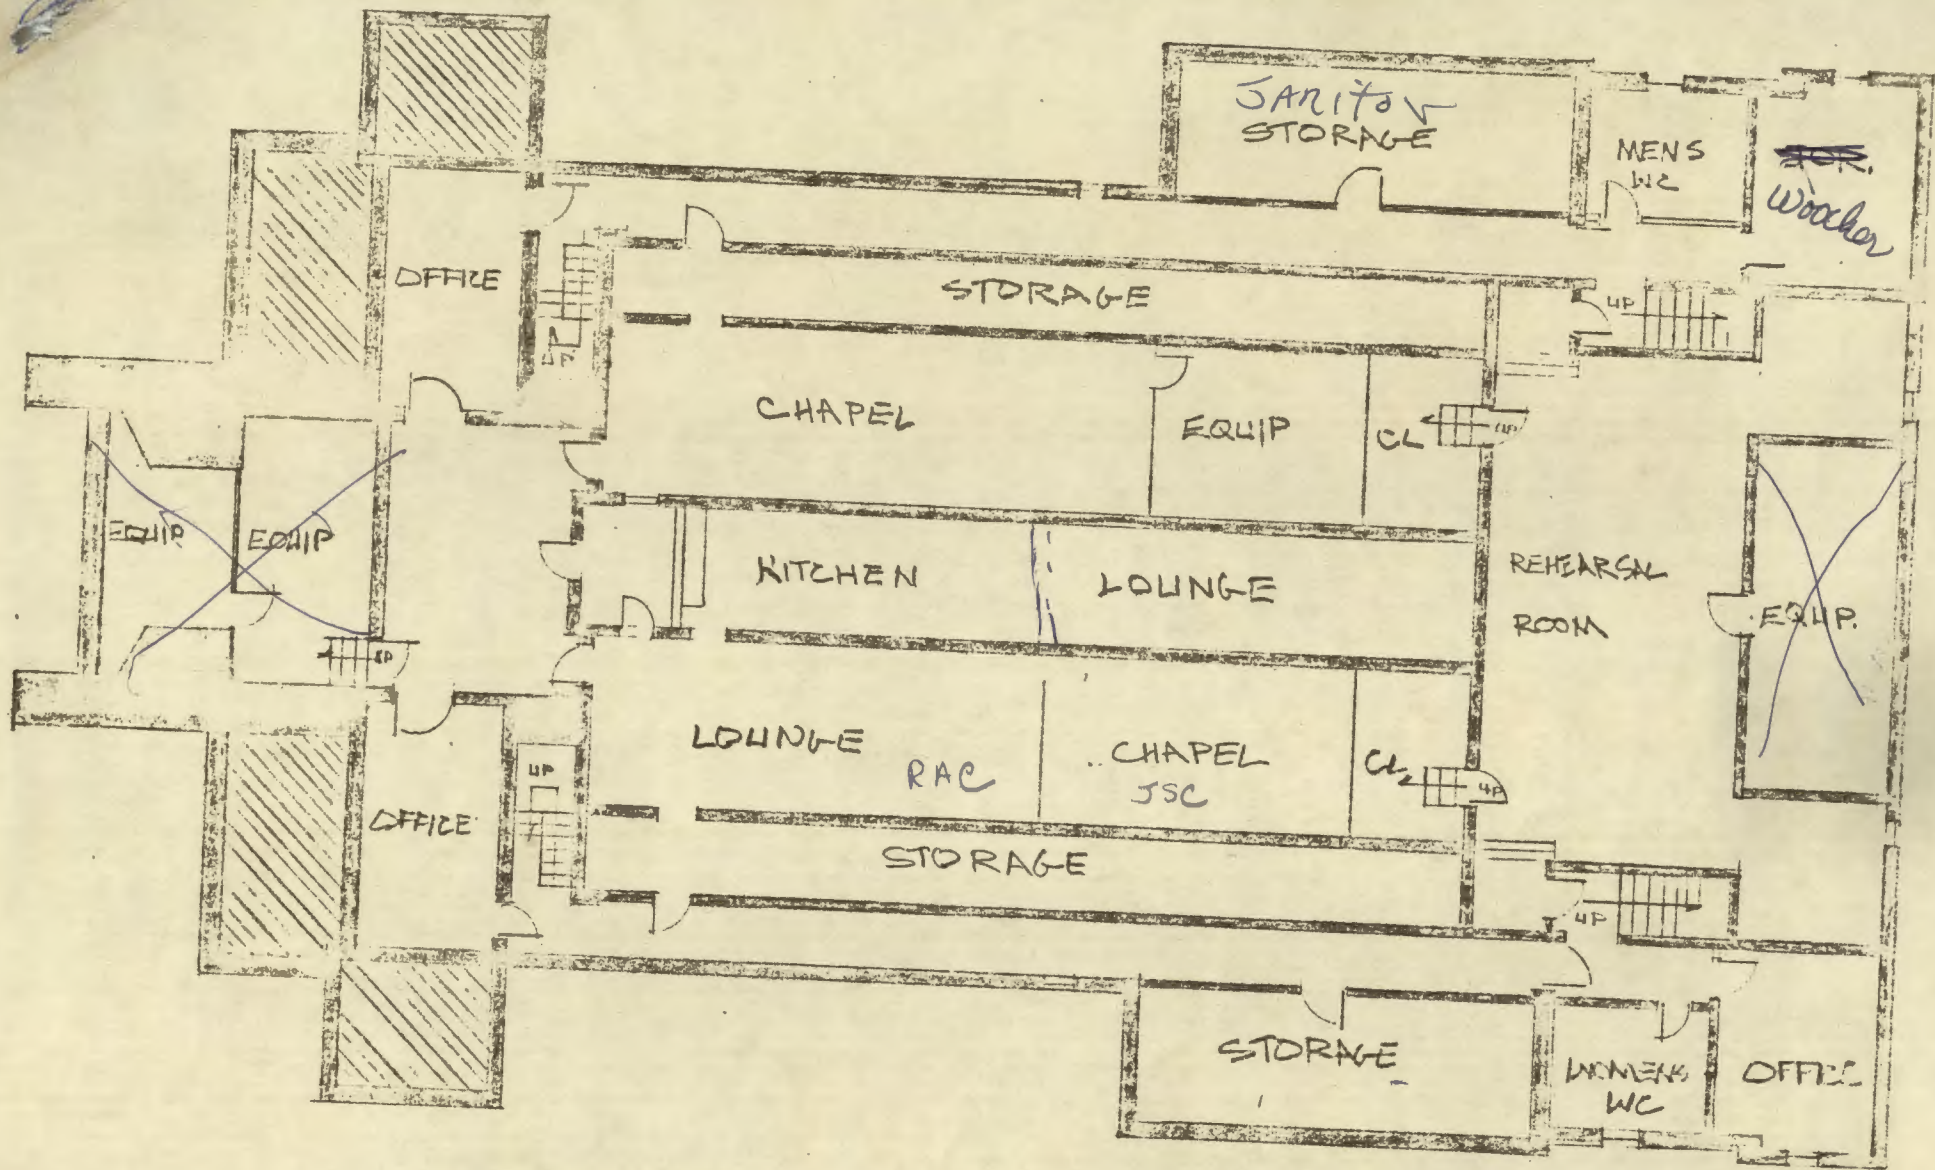 JANITOR
STORAGE
MENS
WC
STOR.
Woocher
OFFICE
UP
STORAGE
UP
CHAPEL
EQUIP
CL
UP
EQUIP
EQUIP
KITCHEN
LOUNGE
REHEARSAL
ROOM
EQUIP.
UP
LOUNGE
RAC
CHAPEL
JSC
CL
UP
UP
OFFICE
STORAGE
UP
STORAGE
WOMENS
WC
OFFICE